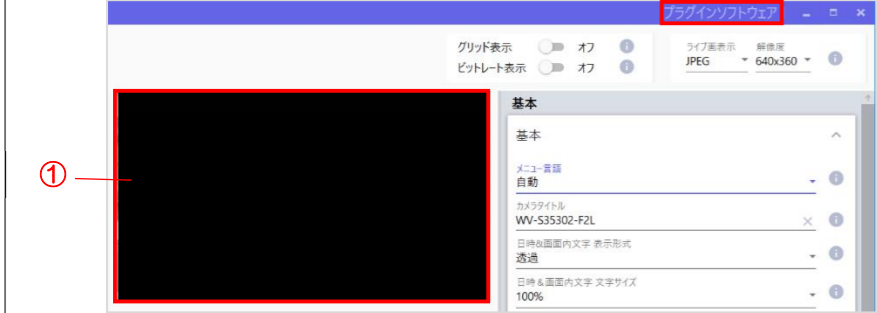 プラグインソフトウェア
グリッド表示 オフ
ビットレート表示 オフ
ライブ画表示 解像度
JPEG 640x360
①
基本
基本
メニュー言語
自動
カメラタイトル
WV-S35302-F2L
日時&画面内文字 表示形式
透過
日時&画面内文字 文字サイズ
100%